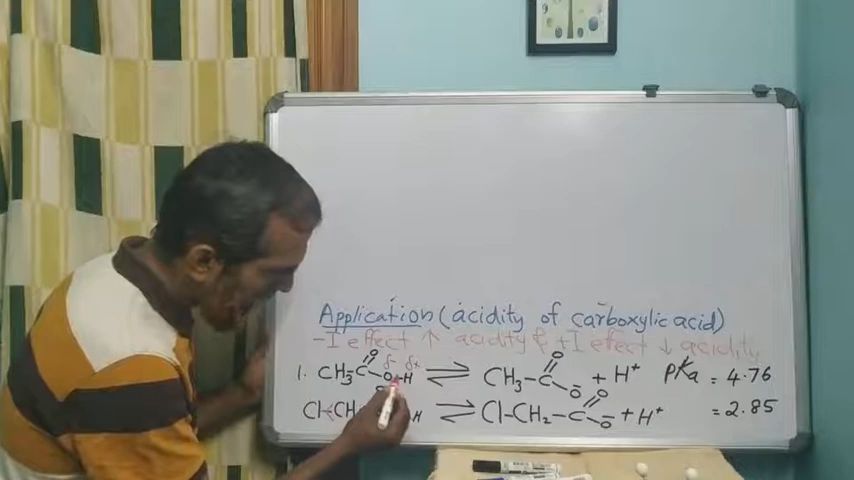 Application (acidity of carboxylic acid)
-I effect ↑ acidity & +I effect ↓ acidity
1. CH₃-C(=O)-O-H δ- δ+ ⇌ CH₃-C(=O)-O⁻ + H⁺ pKa = 4.76
Cl-CH H ⇌ Cl-CH₂-C(=O)-O⁻ + H⁺ = 2.85